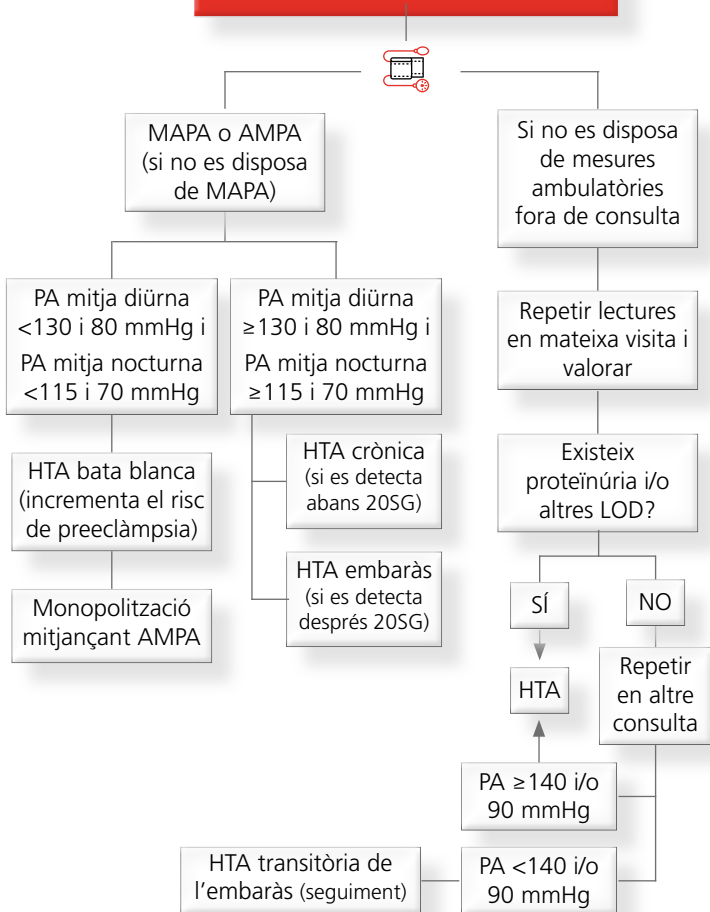 MAPA o AMPA
(si no es disposa
de MAPA)
Si no es disposa
de mesures
ambulatòries
fora de consulta
PA mitja diürna
<130 i 80 mmHg i
PA mitja nocturna
<115 i 70 mmHg
PA mitja diürna
≥130 i 80 mmHg i
PA mitja nocturna
≥115 i 70 mmHg
Repetir lectures
en mateixa visita i
valorar
HTA bata blanca
(incrementa el risc
de preeclàmpsia)
HTA crònica
(si es detecta
abans 20SG)
Existeix
proteïnúria i/o
altres LOD?
Monopolització
mitjançant AMPA
HTA embaràs
(si es detecta
després 20SG)
SÍ
NO
HTA
Repetir
en altre
consulta
PA ≥140 i/o
90 mmHg
HTA transitòria de
l'embaràs (seguiment)
PA <140 i/o
90 mmHg